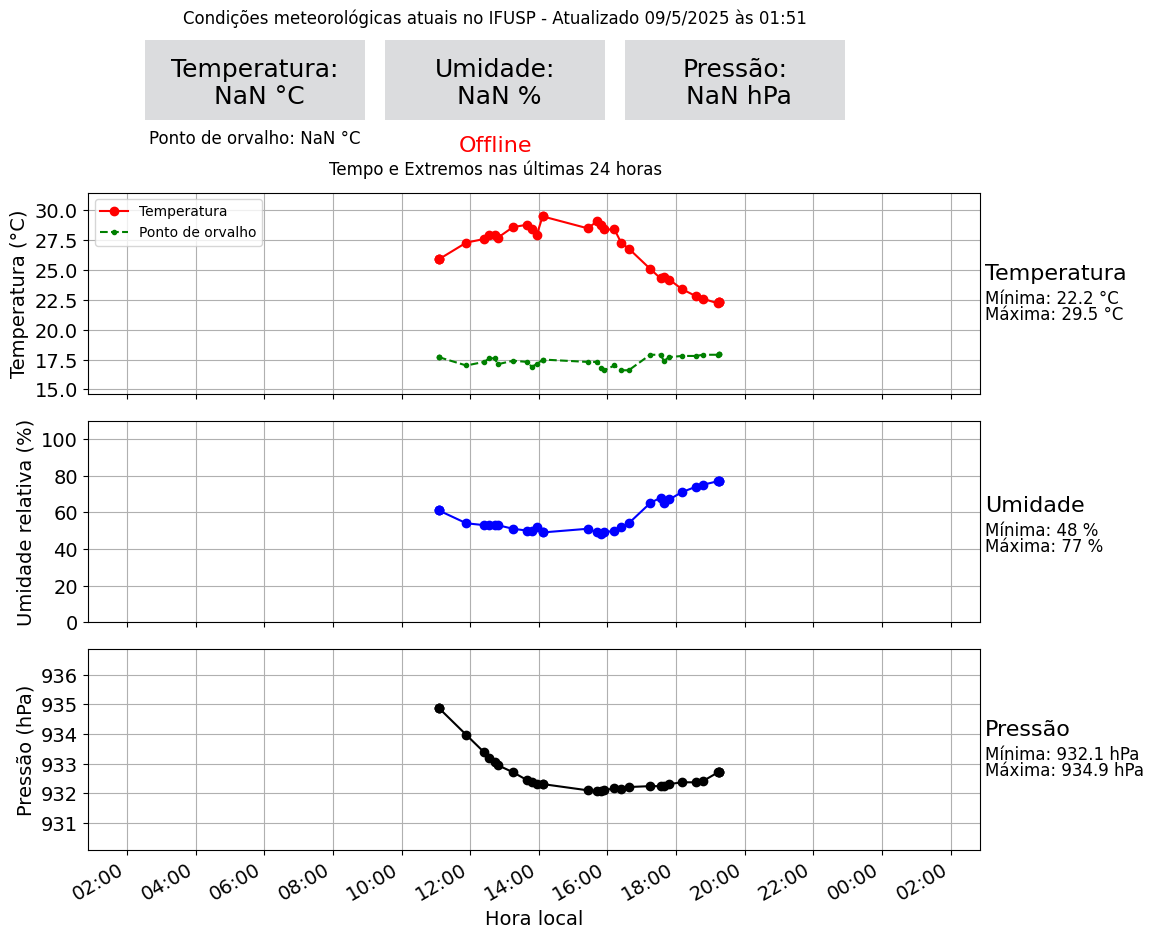 Condições meteorológicas atuais no IFUSP - Atualizado 09/5/2025 às 01:51
Temperatura:
NaN °C
Umidade:
NaN %
Pressão:
NaN hPa
Ponto de orvalho: NaN °C
Offline
Tempo e Extremos nas últimas 24 horas
Temperatura (°C)
30.0
27.5
25.0
22.5
20.0
17.5
15.0
Temperatura
Ponto de orvalho
Temperatura
Mínima: 22.2 °C
Máxima: 29.5 °C
Umidade relativa (%)
100
80
60
40
20
0
Umidade
Mínima: 48 %
Máxima: 77 %
Pressão (hPa)
936
935
934
933
932
931
Pressão
Mínima: 932.1 hPa
Máxima: 934.9 hPa
02:00
04:00
06:00
08:00
10:00
12:00
14:00
16:00
18:00
20:00
22:00
00:00
02:00
Hora local